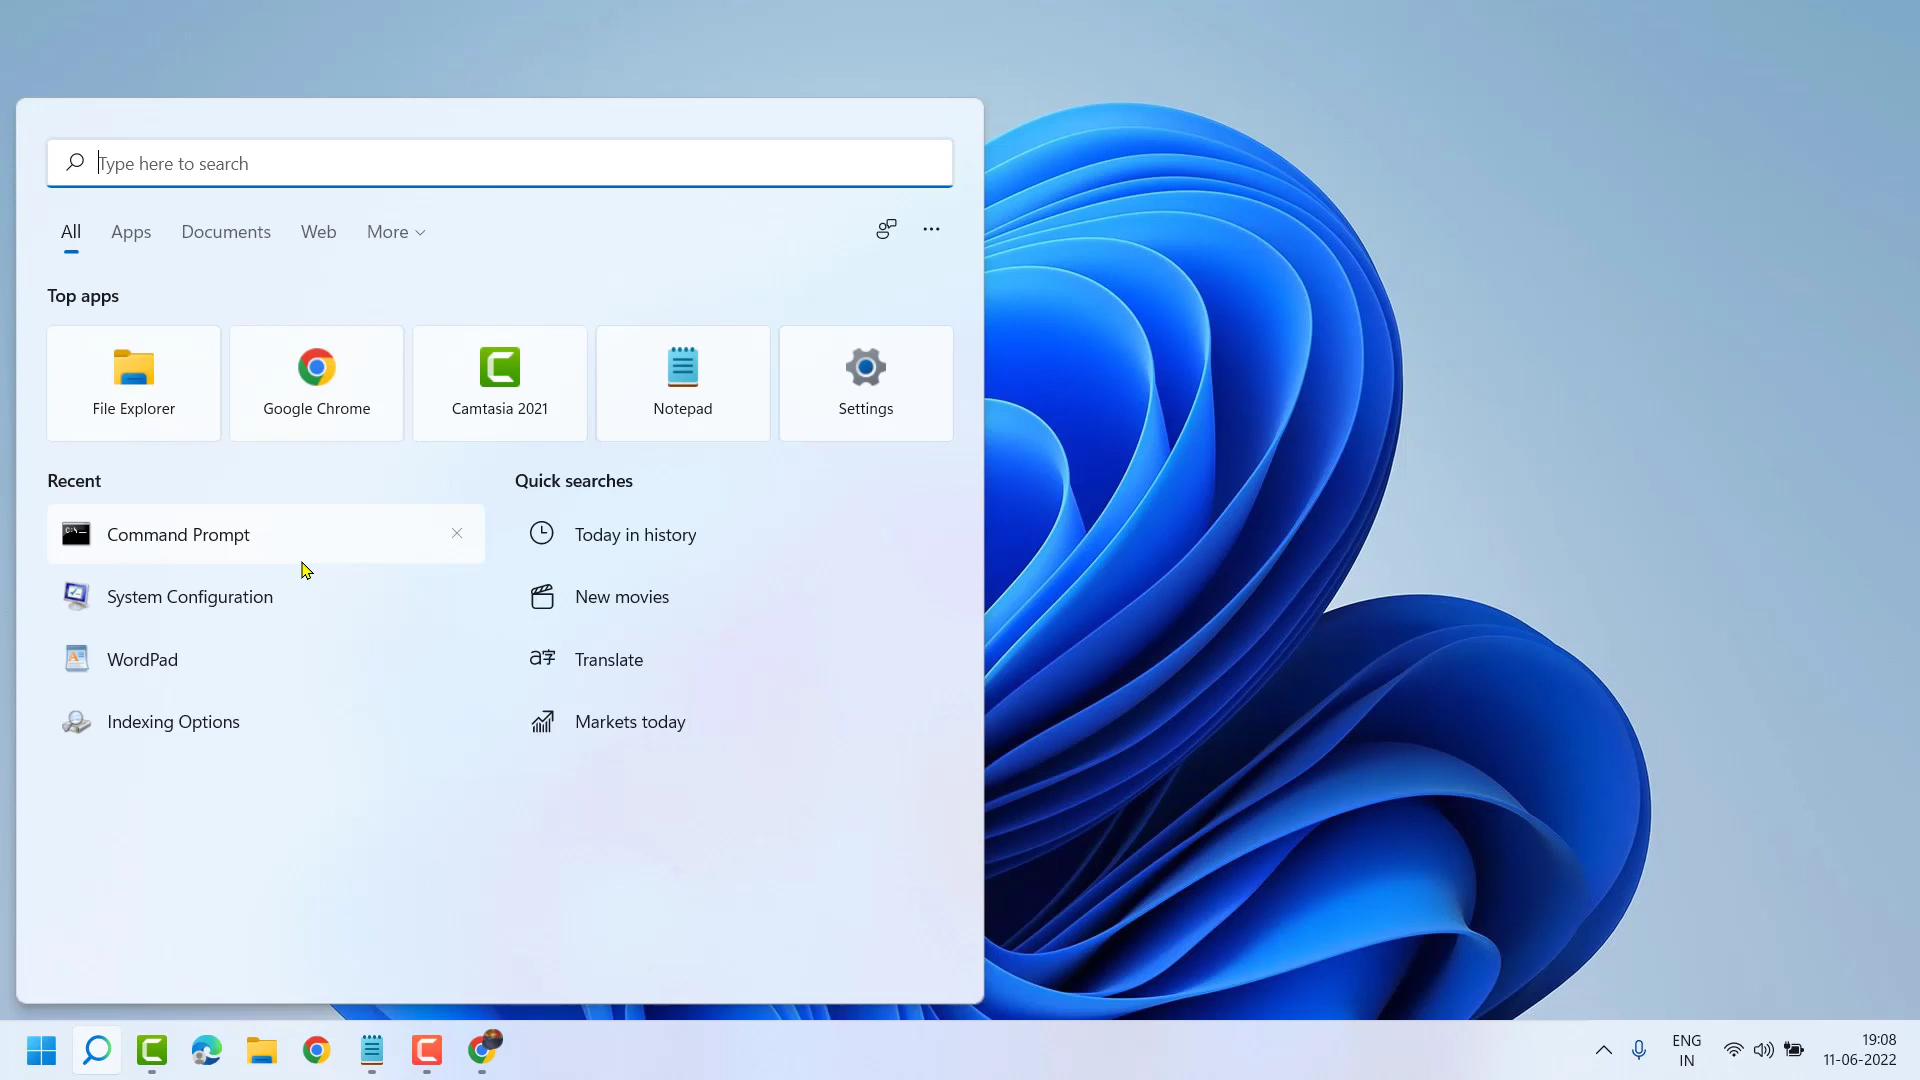 Type here to search
All Apps Documents Web More
Top apps
File Explorer Google Chrome Camtasia 2021 Notepad Settings
Recent Quick searches
Command Prompt Today in history
System Configuration New movies
WordPad Translate
Indexing Options Markets today
ENG 19:08
IN 11-06-2022